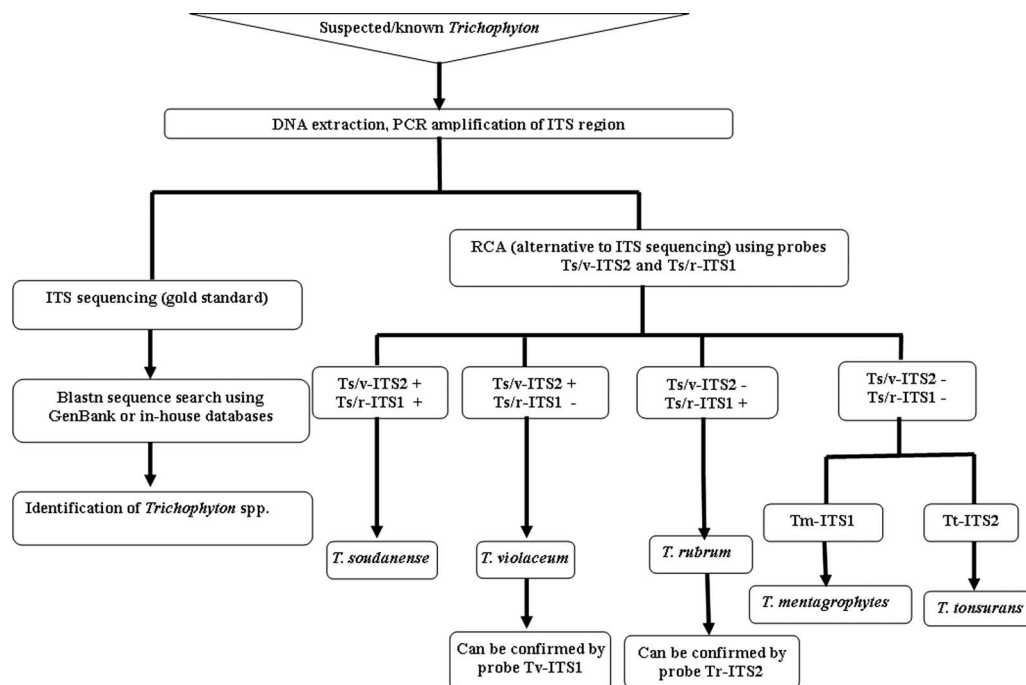 Suspected/known Trichophyton
DNA extraction, PCR amplification of ITS region
RCA (alternative to ITS sequencing) using probes
Ts/v-ITS2 and Ts/r-ITS1
ITS sequencing (gold standard)
Blastn sequence search using
GenBank or in-house databases
Identification of Trichophyton spp.
Ts/v-ITS2 +
Ts/r-ITS1 +
Ts/v-ITS2 +
Ts/r-ITS1 -
Ts/v-ITS2 -
Ts/r-ITS1 +
Ts/v-ITS2 -
Ts/r-ITS1 -
Tm-ITS1
Tt-ITS2
T. soudanense
T. violaceum
T. rubrum
T. mentagrophytes
T. tonsurans
Can be confirmed by
probe Tv-ITS1
Can be confirmed by
probe Tr-ITS2